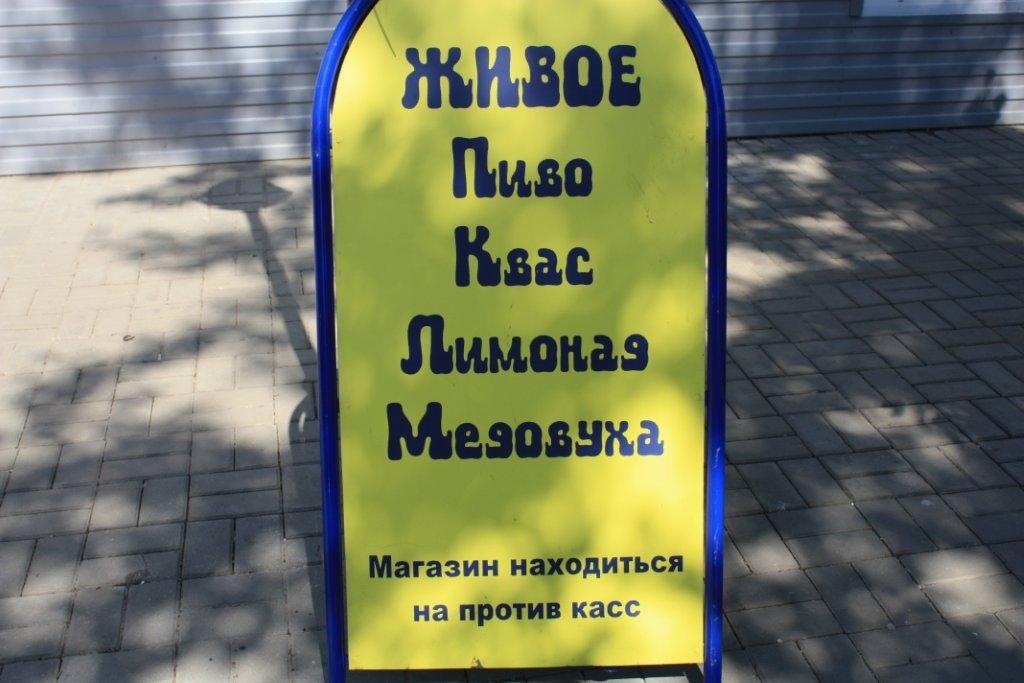 ЖИВОЕ
Пиво
Квас
Лимонад
Медовуха
Магазин находиться
на против касс